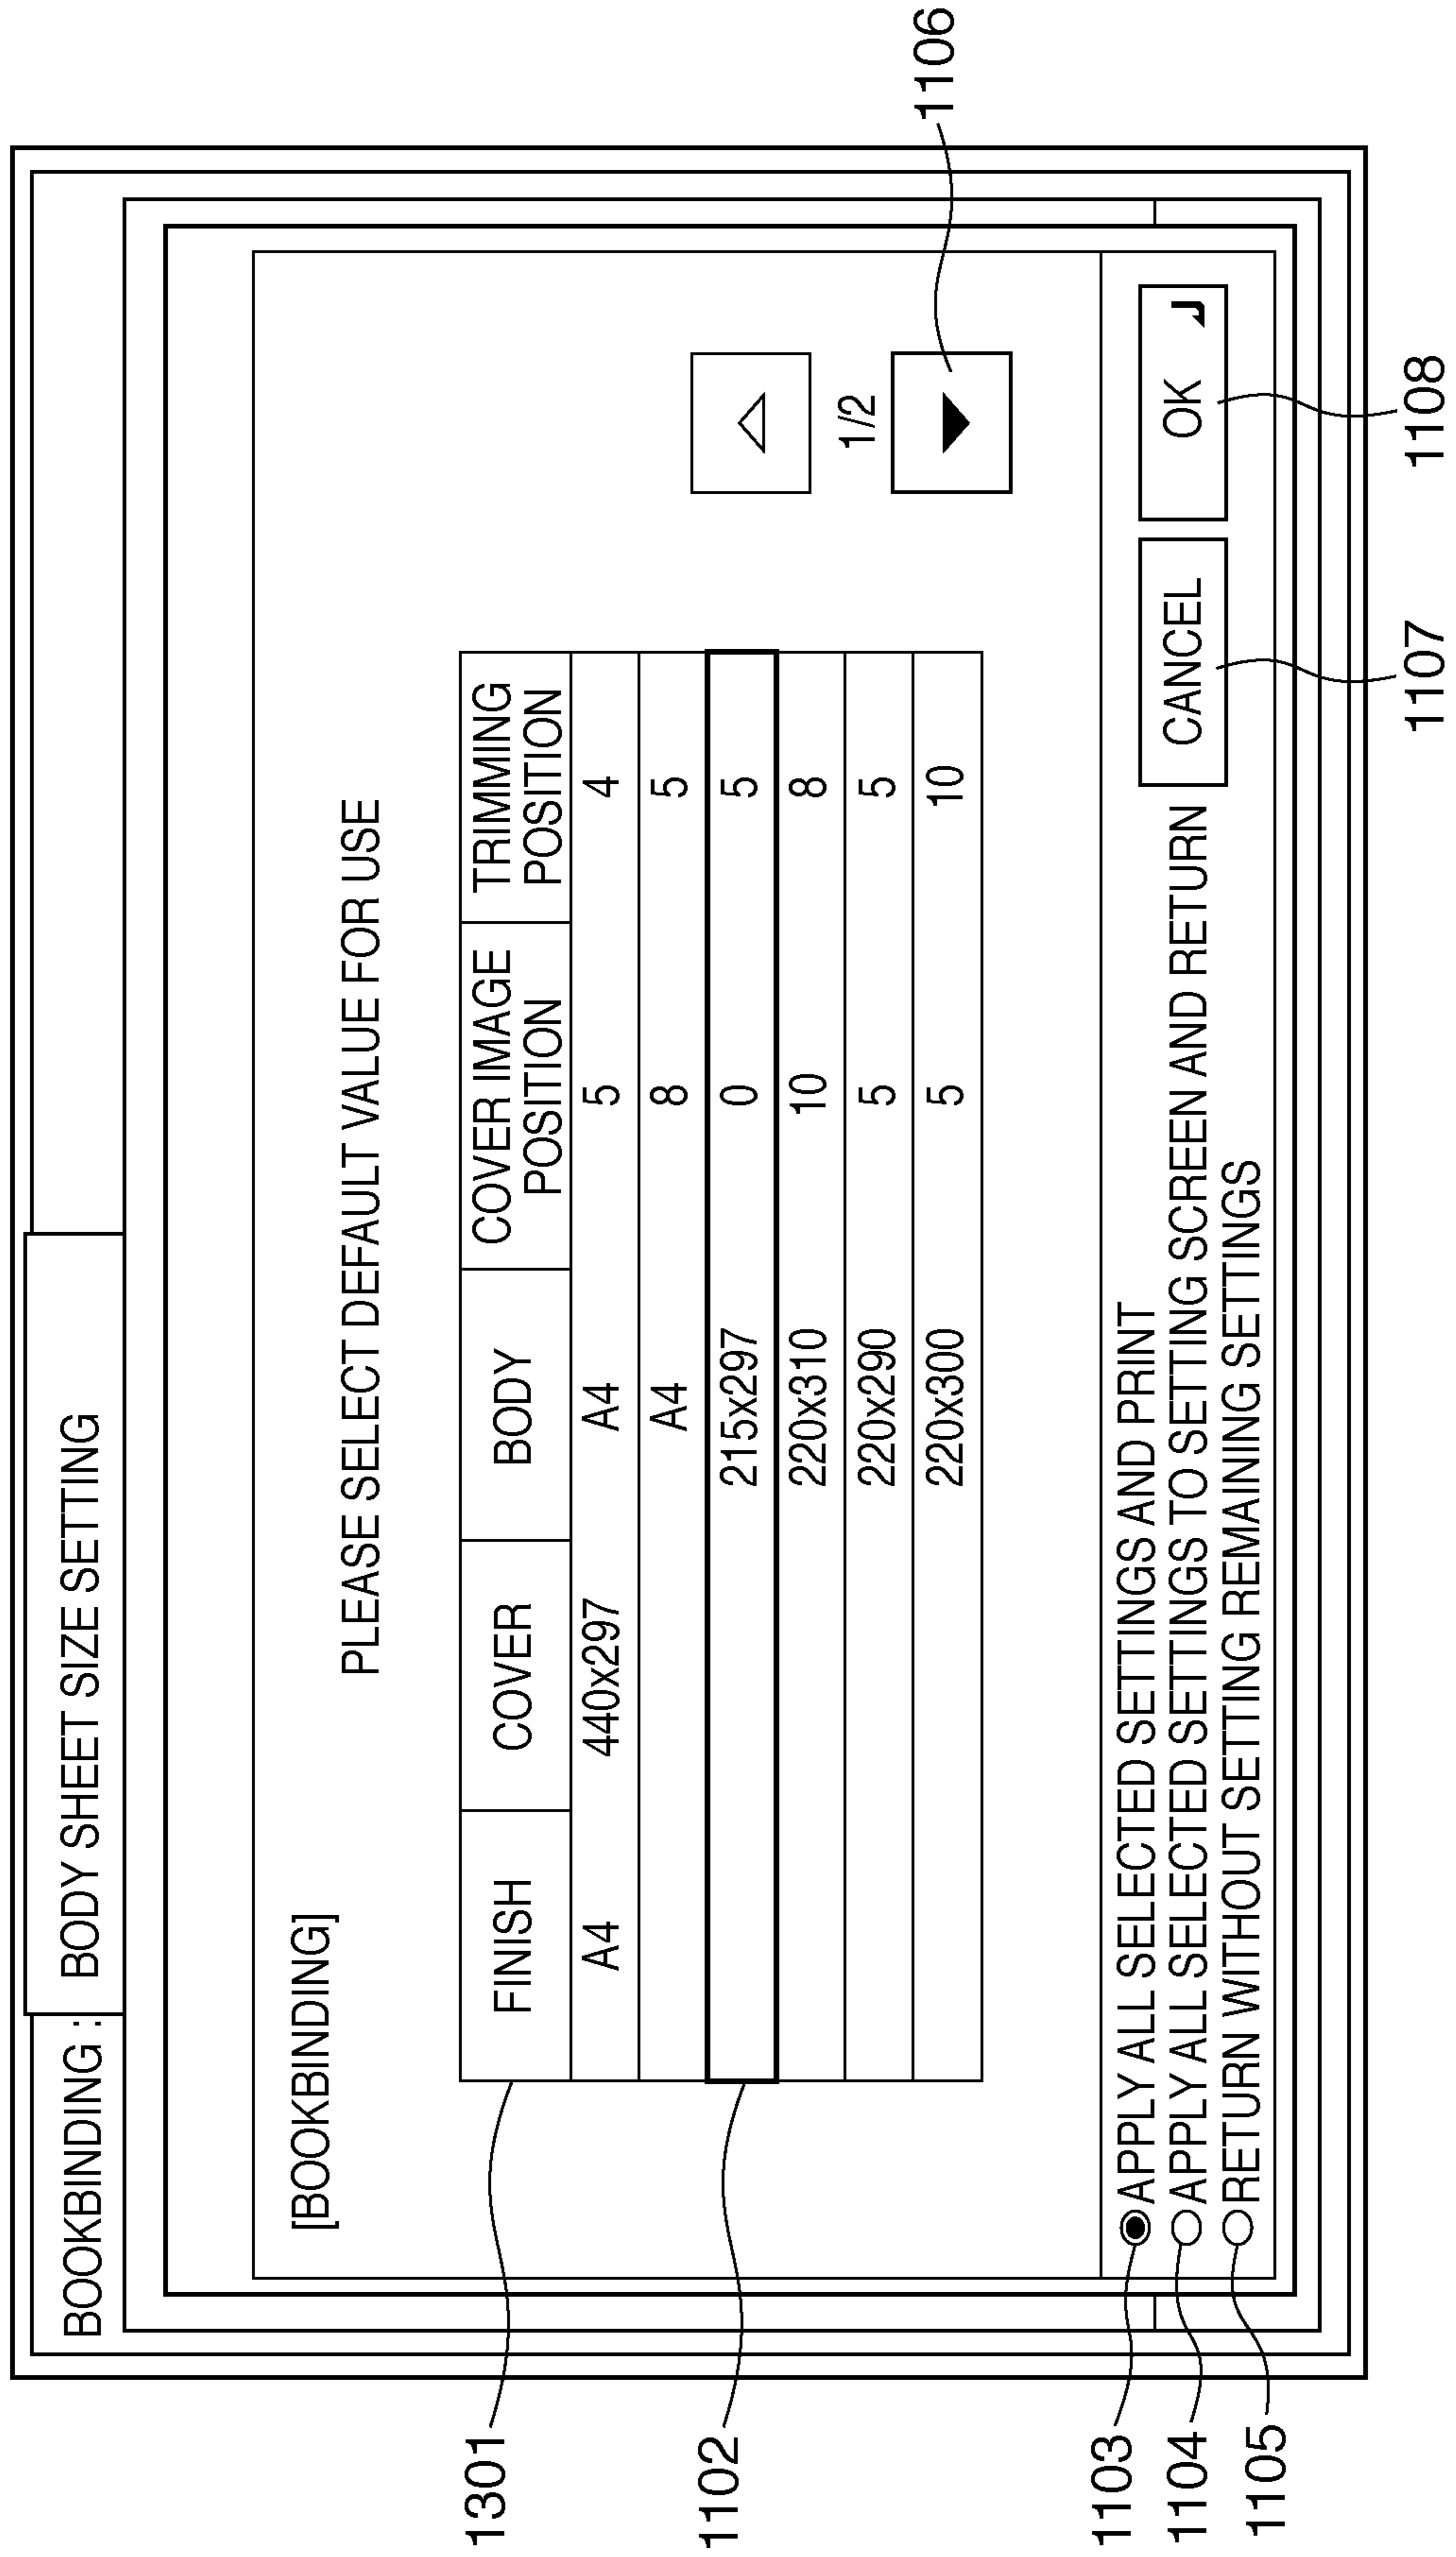 BOOKBINDING : BODY SHEET SIZE SETTING
[BOOKBINDING]
PLEASE SELECT DEFAULT VALUE FOR USE
1301
FINISH COVER BODY COVER IMAGE POSITION TRIMMING POSITION
A4 440x297 A4 5 4
A4 8 5
1102
215x297 0 5
220x310 10 8
220x290 5 5
220x300 5 10
1/2
1106
1103
APPLY ALL SELECTED SETTINGS AND PRINT
1104
APPLY ALL SELECTED SETTINGS TO SETTING SCREEN AND RETURN
1105
RETURN WITHOUT SETTING REMAINING SETTINGS
CANCEL
OK
1107
1108